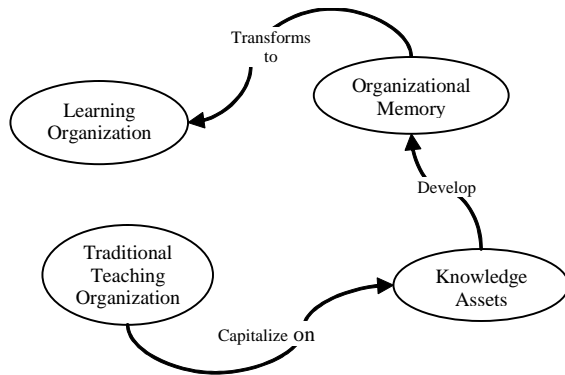 Transforms
to
Organizational
Memory
Learning
Organization
Develop
Traditional
Teaching
Organization
Knowledge
Assets
Capitalize on